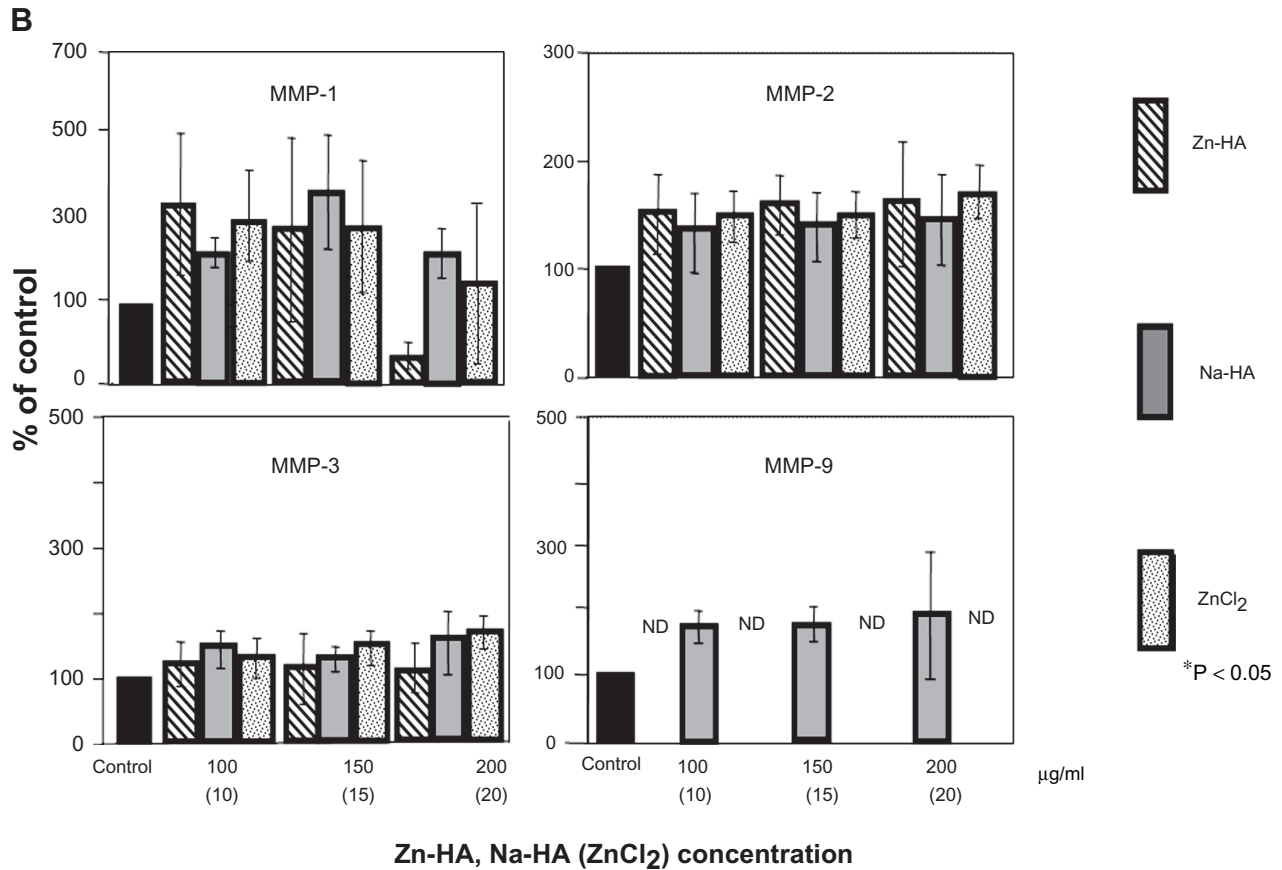 B
% of control
MMP-1
700
500
300
100
0
MMP-2
300
200
100
0
MMP-3
500
300
100
0
Control 100 150 200
(10) (15) (20)
MMP-9
500
300
100
0
ND ND ND ND
Control 100 150 200 µg/ml
(10) (15) (20)
Zn-HA, Na-HA (ZnCl₂) concentration
Zn-HA
Na-HA
ZnCl₂
*P < 0.05